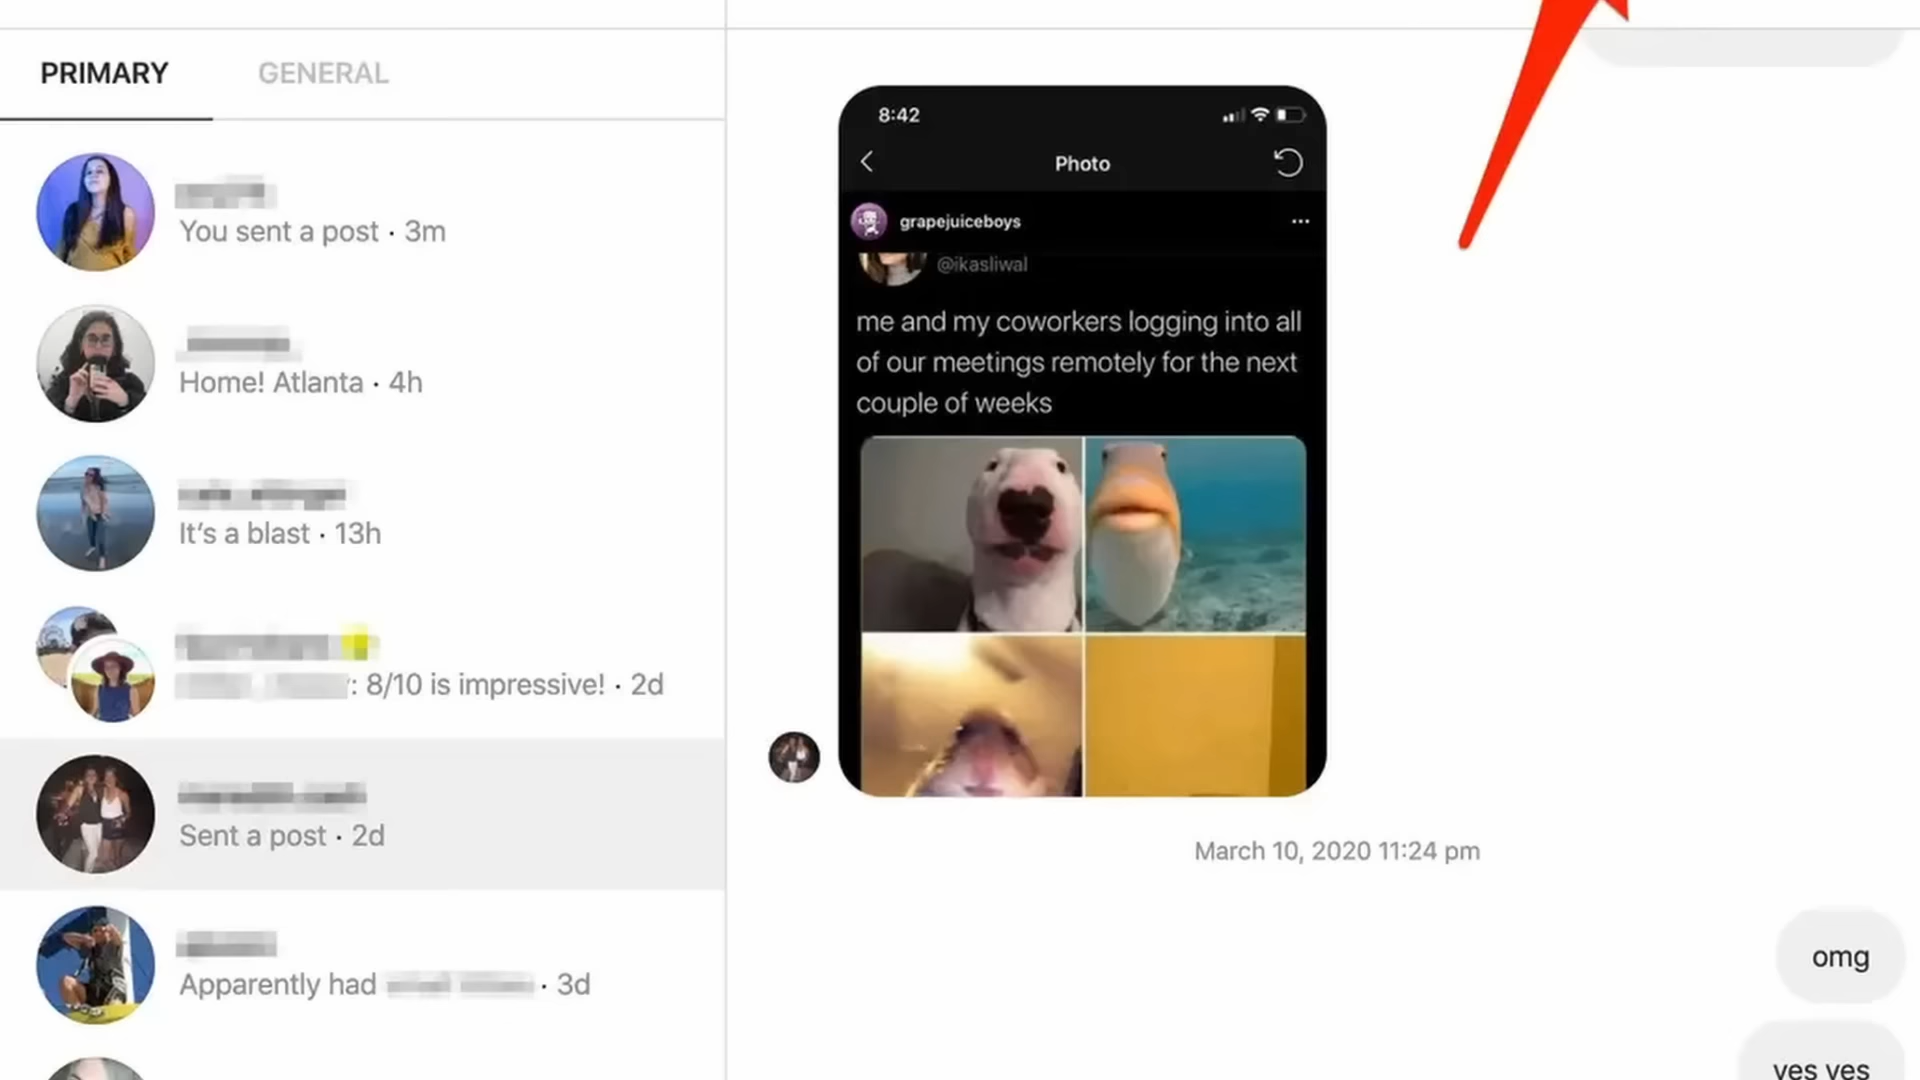 PRIMARY GENERAL
You sent a post · 3m
Home! Atlanta · 4h
It's a blast · 13h
: 8/10 is impressive! · 2d
Sent a post · 2d
Apparently had · 3d
8:42
Photo
grapejuiceboys ...
@ikasliwal
me and my coworkers logging into all
of our meetings remotely for the next
couple of weeks
March 10, 2020 11:24 pm
omg
yes yes